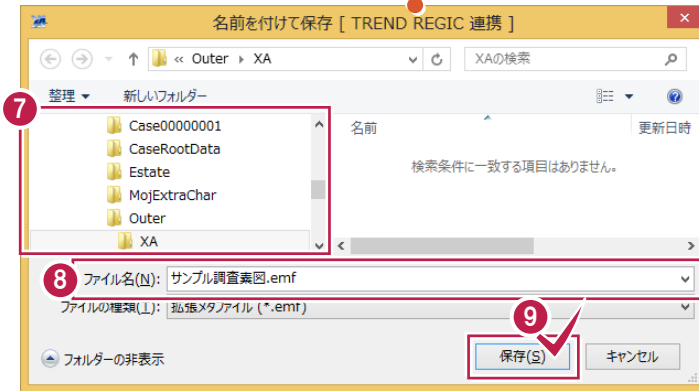 名前を付けて保存 [ TREND REGIC 連携 ]
« Outer ▸ XA
XAの検索
整理 ▼ 新しいフォルダー
7
Case00000001
CaseRootData
Estate
MojExtraChar
Outer
XA
名前 更新日時
検索条件に一致する項目はありません。
8 ファイル名(N): サンプル調査素図.emf
ファイルの種類(T): 拡張メタファイル (*.emf)
9
フォルダーの非表示 保存(S) キャンセル